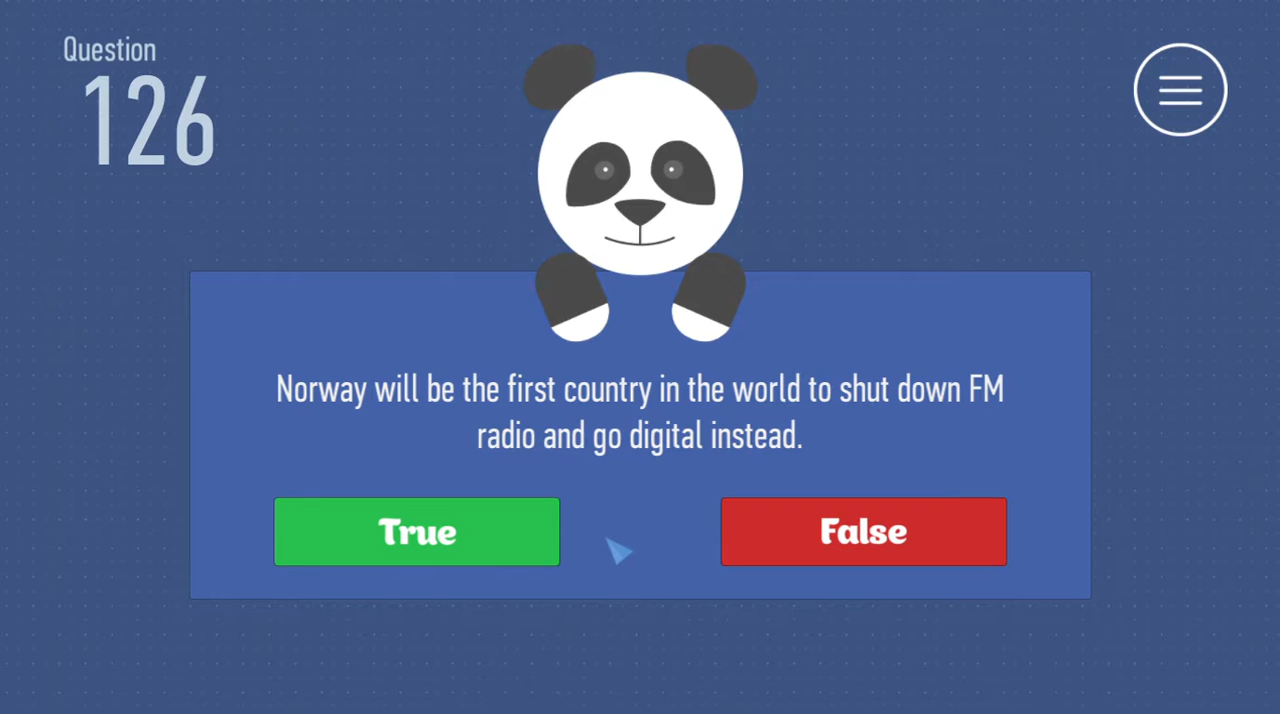 Question
126
Norway will be the first country in the world to shut down FM
radio and go digital instead.
True
False